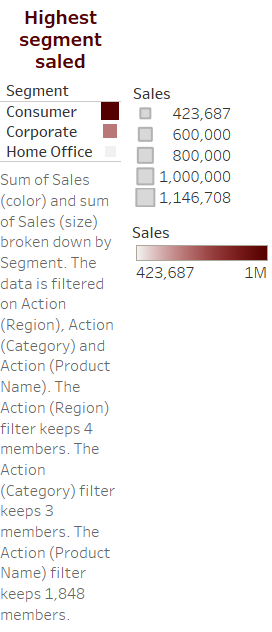 Highest
segment
saled
Segment
Consumer
Corporate
Home Office
Sum of Sales
(color) and sum
of Sales (size)
broken down by
Segment. The
data is filtered
on Action
(Region), Action
(Category) and
Action (Product
Name). The
Action (Region)
filter keeps 4
members. The
Action
(Category) filter
keeps 3
members. The
Action (Product
Name) filter
keeps 1,848
members.
Sales
423,687
600,000
800,000
1,000,000
1,146,708
Sales
423,687 1M